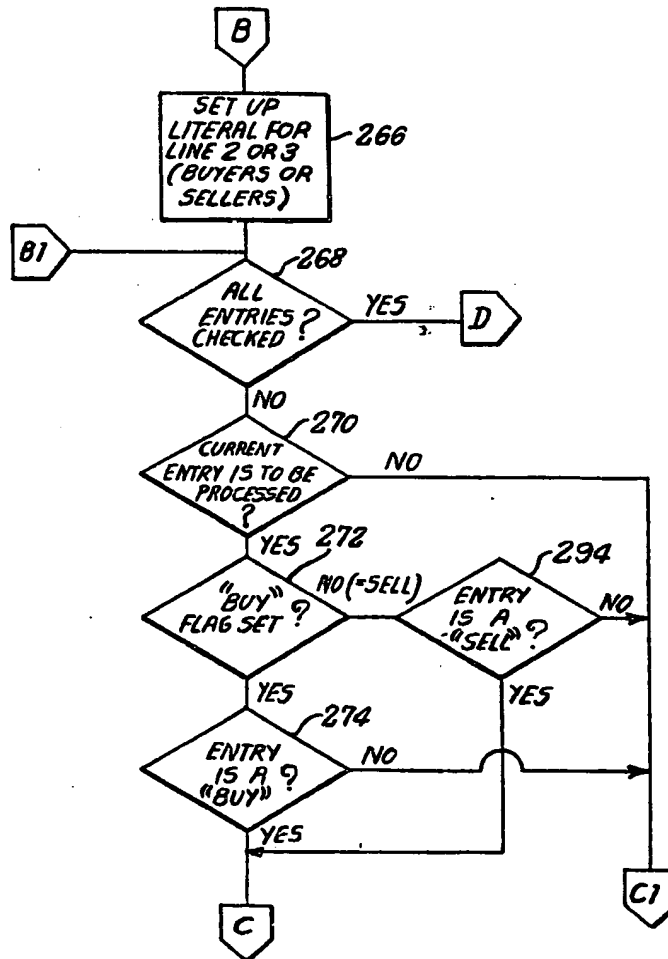 B
SET UP
LITERAL FOR
LINE 2 OR 3
(BUYERS OR
SELLERS)
266
B1
268
ALL
ENTRIES
CHECKED ?
YES
D
NO
270
CURRENT
ENTRY IS TO BE
PROCESSED
?
NO
YES
272
"BUY"
FLAG SET ?
NO (=SELL)
294
ENTRY
IS A
"SELL" ?
NO
YES
YES
274
ENTRY
IS A
"BUY" ?
NO
YES
C
C1